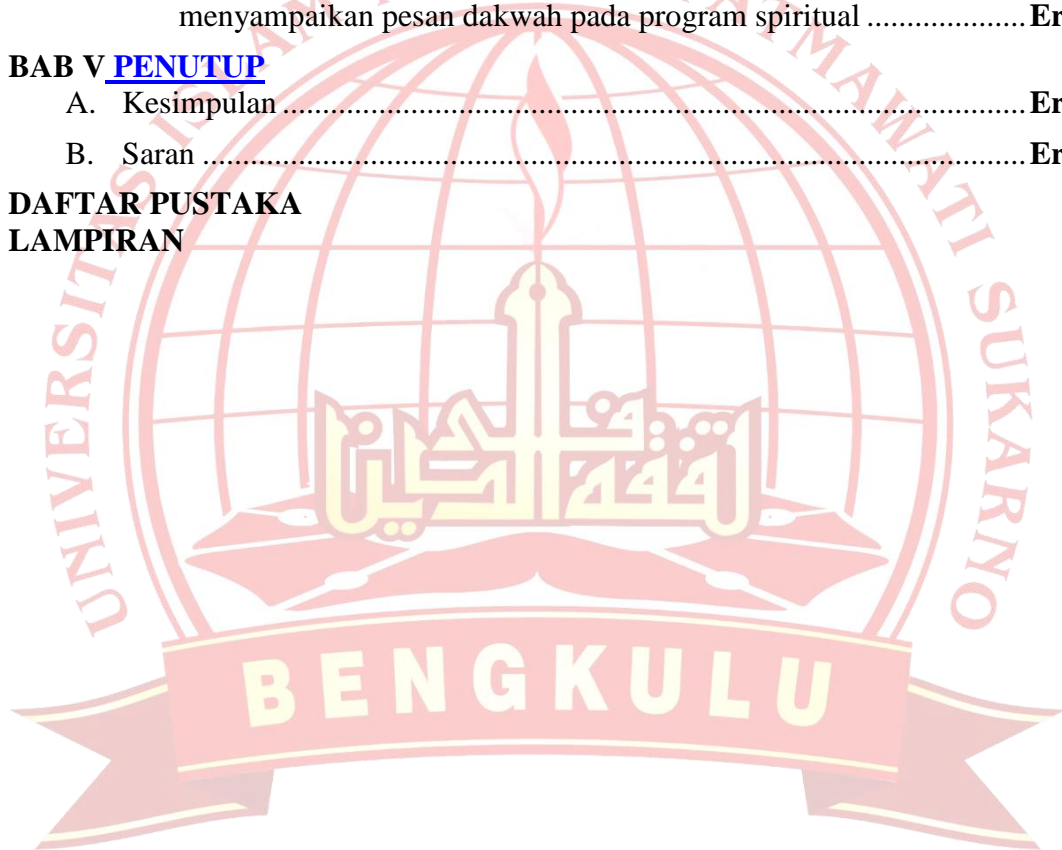 menyampaikan pesan dakwah pada program spiritual ....................Er
BAB V PENUTUP
A. Kesimpulan ..............................................................................................Er
B. Saran ........................................................................................................Er
DAFTAR PUSTAKA
LAMPIRAN
UNIVERSITAS ISLAM ATMAWATI SUKARNO
BENGKULU